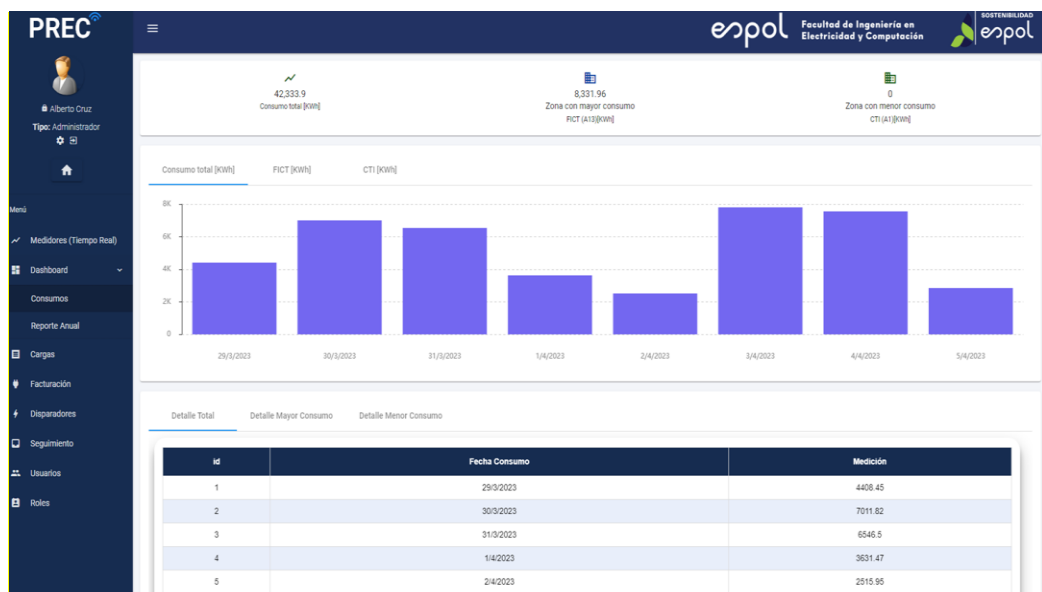 PREC
Alberto Cruz
Tipo: Administrador
Menú
Medidores (Tiempo Real)
Dashboard
Consumos
Reporte Anual
Cargas
Facturación
Disparadores
Seguimiento
Usuarios
Roles
espol
Facultad de Ingeniería en
Electricidad y Computación
SOSTENIBILIDAD
espol
42,333.9
Consumo total [KWh]
8,331.96
Zona con mayor consumo
FICT (A13)[KWh]
0
Zona con menor consumo
CTI (A1)[KWh]
Consumo total [KWh] FICT [KWh] CTI [KWh]
8K
6K
4K
2K
0
29/3/2023 30/3/2023 31/3/2023 1/4/2023 2/4/2023 3/4/2023 4/4/2023 5/4/2023
Detalle Total Detalle Mayor Consumo Detalle Menor Consumo
id Fecha Consumo Medición
1 29/3/2023 4408.45
2 30/3/2023 7011.82
3 31/3/2023 6546.5
4 1/4/2023 3631.47
5 2/4/2023 2515.95